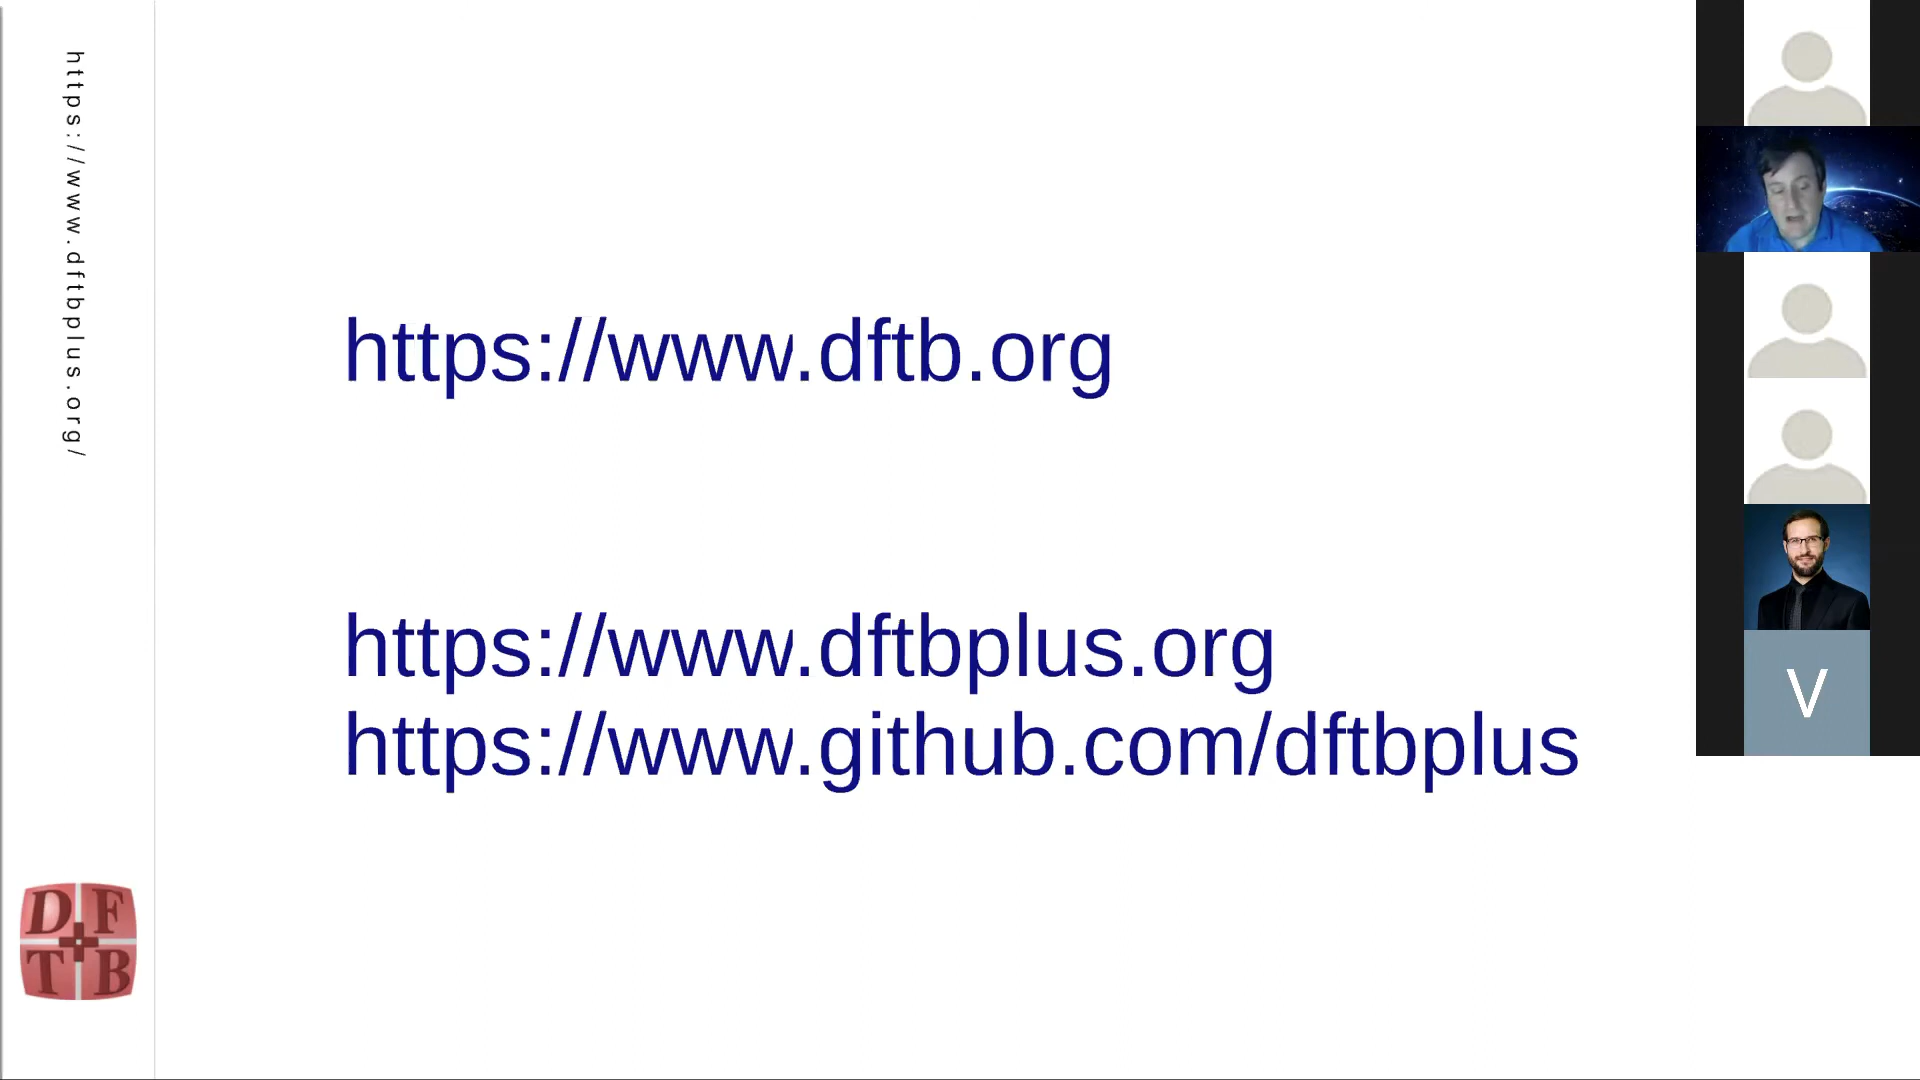 https://www.dftbplus.org/
https://www.dftb.org
https://www.dftbplus.org
https://www.github.com/dftbplus
D F
T B
V